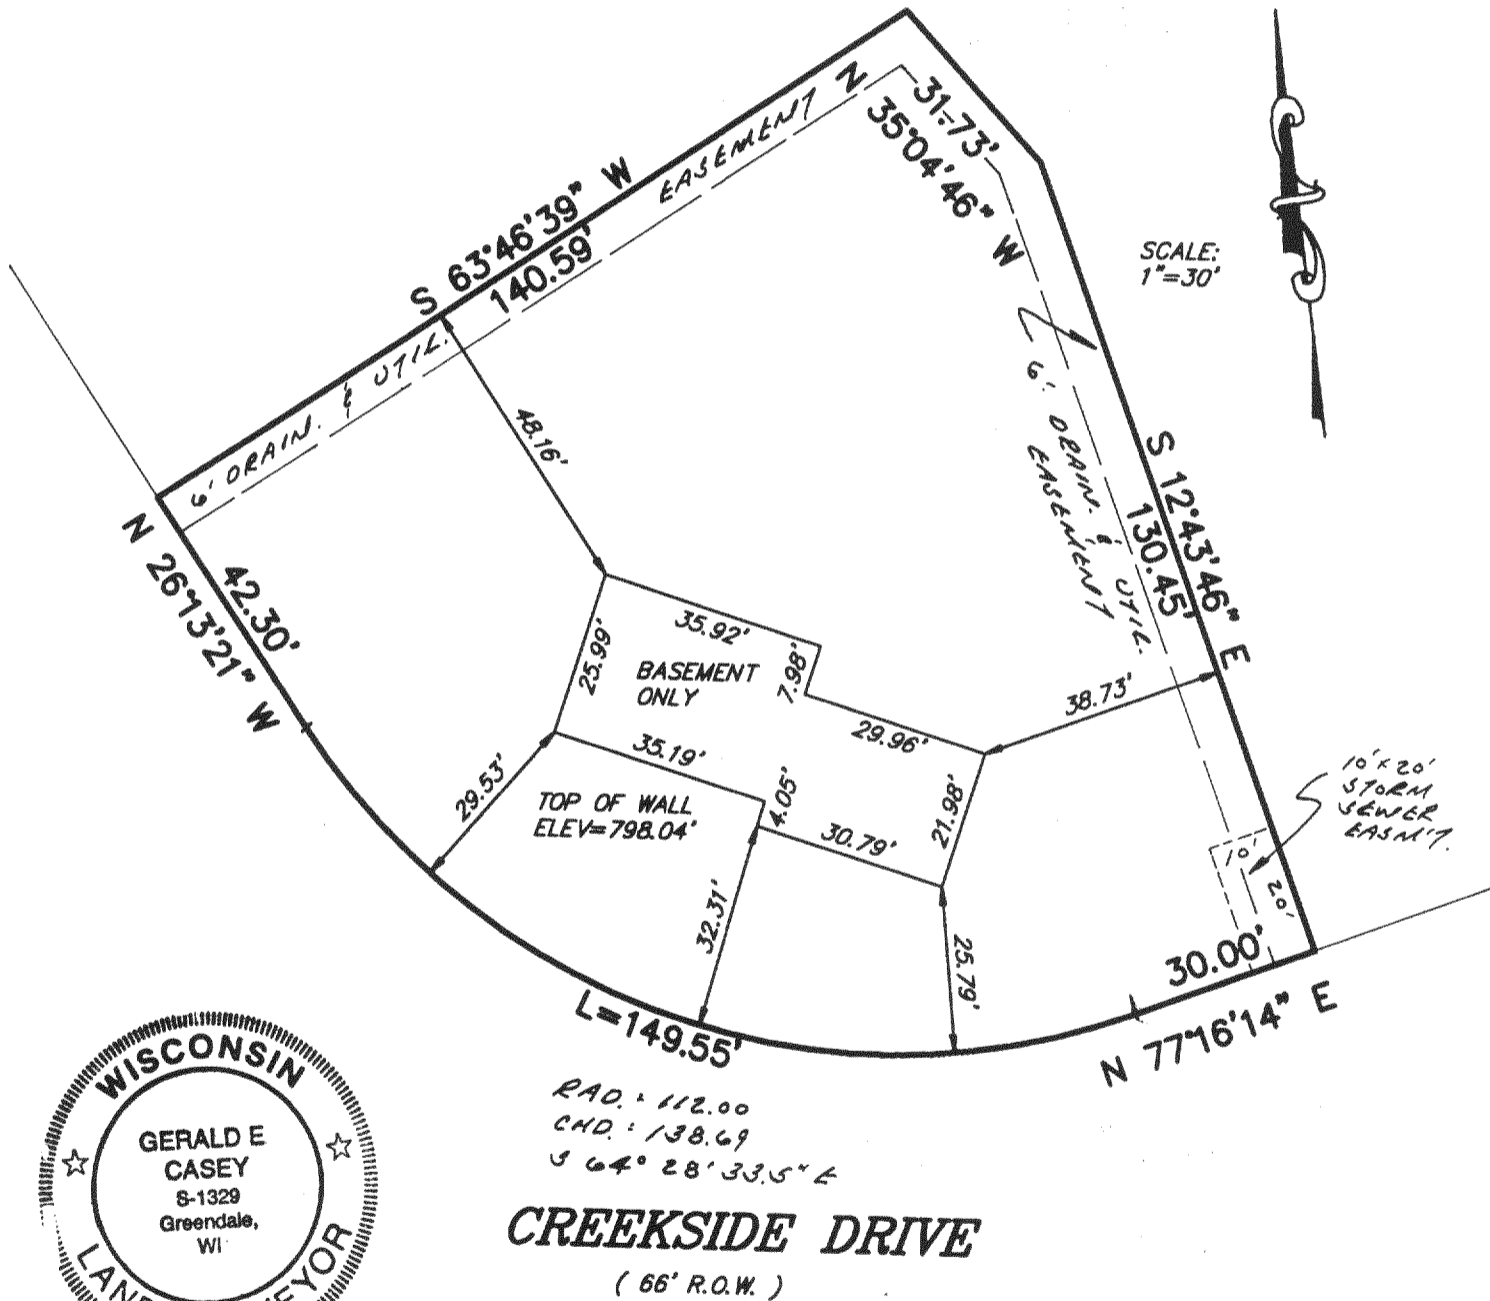 S 63°46'39" W
140.59'
6' DRAIN. & UTIL. EASEMENT
N 35°04'46" W
31.73'
SCALE:
1"=30'
6' DRAIN. & UTIL.
EASEMENT
S 12°43'46" E
130.45'
48.16'
N 26°13'21" W
42.30'
35.92'
25.99'
7.98'
BASEMENT
ONLY
29.96'
38.73'
35.19'
29.53'
TOP OF WALL
ELEV=798.04'
4.05'
30.79'
21.98'
32.31'
25.79'
10'x20'
STORM
SEWER
EASM'T.
10'
20'
30.00'
N 77°16'14" E
L=149.55'
RAD. = 112.00
CHD. = 138.69
S 64° 28' 33.5" E
CREEKSIDE DRIVE
( 66' R.O.W. )
WISCONSIN
GERALD E
CASEY
S-1329
Greendale,
WI